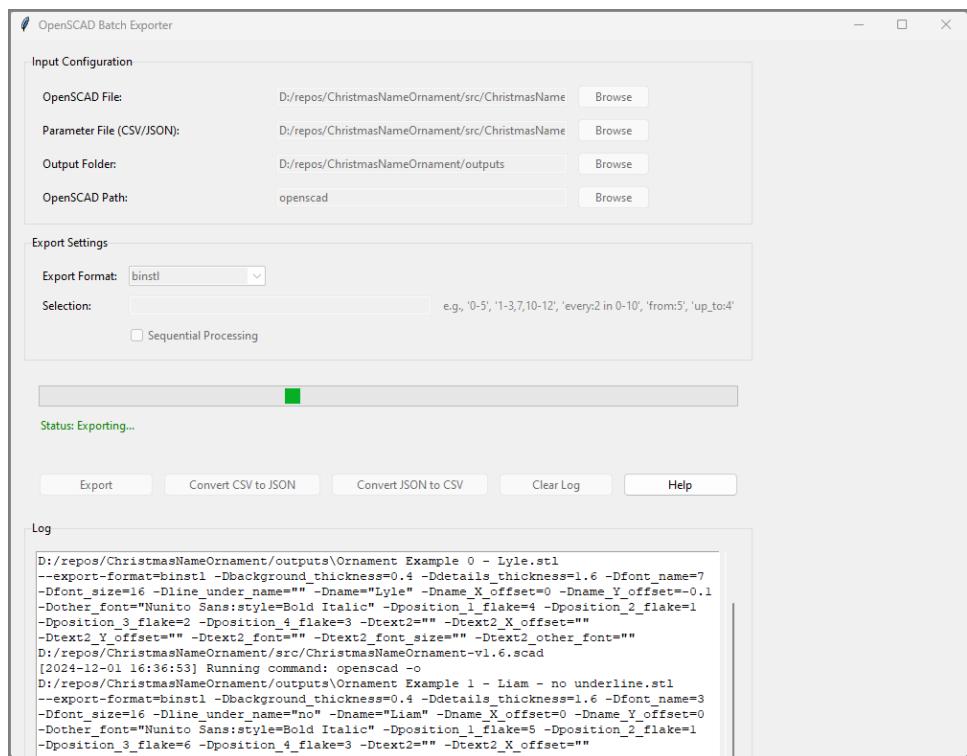 OpenSCAD Batch Exporter
Input Configuration
OpenSCAD File: D:/repos/ChristmasNameOrnament/src/ChristmasName Browse
Parameter File (CSV/JSON): D:/repos/ChristmasNameOrnament/src/ChristmasName Browse
Output Folder: D:/repos/ChristmasNameOrnament/outputs Browse
OpenSCAD Path: openscad Browse
Export Settings
Export Format: binstl
Selection: e.g., '0-5', '1-3,7,10-12', 'every:2 in 0-10', 'from:5', 'up_to:4'
Sequential Processing
Status: Exporting...
Export Convert CSV to JSON Convert JSON to CSV Clear Log Help
Log
D:/repos/ChristmasNameOrnament/outputs\Ornament Example 0 - Lyle.stl
--export-format=binstl -Dbackground_thickness=0.4 -Ddetails_thickness=1.6 -Dfont_name=7
-Dfont_size=16 -Dline_under_name="" -Dname="Lyle" -Dname_X_offset=0 -Dname_Y_offset=-0.1
-Dother_font="Nunito Sans:style=Bold Italic" -Dposition_1_flake=4 -Dposition_2_flake=1
-Dposition_3_flake=2 -Dposition_4_flake=3 -Dtext2="" -Dtext2_X_offset=""
-Dtext2_Y_offset="" -Dtext2_font="" -Dtext2_font_size="" -Dtext2_other_font=""
D:/repos/ChristmasNameOrnament/src/ChristmasNameOrnament-v1.6.scad
[2024-12-01 16:36:53] Running command: openscad -o
D:/repos/ChristmasNameOrnament/outputs\Ornament Example 1 - Liam - no underline.stl
--export-format=binstl -Dbackground_thickness=0.4 -Ddetails_thickness=1.6 -Dfont_name=3
-Dfont_size=16 -Dline_under_name="no" -Dname="Liam" -Dname_X_offset=0 -Dname_Y_offset=0
-Dother_font="Nunito Sans:style=Bold Italic" -Dposition_1_flake=5 -Dposition_2_flake=1
-Dposition_3_flake=6 -Dposition_4_flake=3 -Dtext2="" -Dtext2_X_offset=""